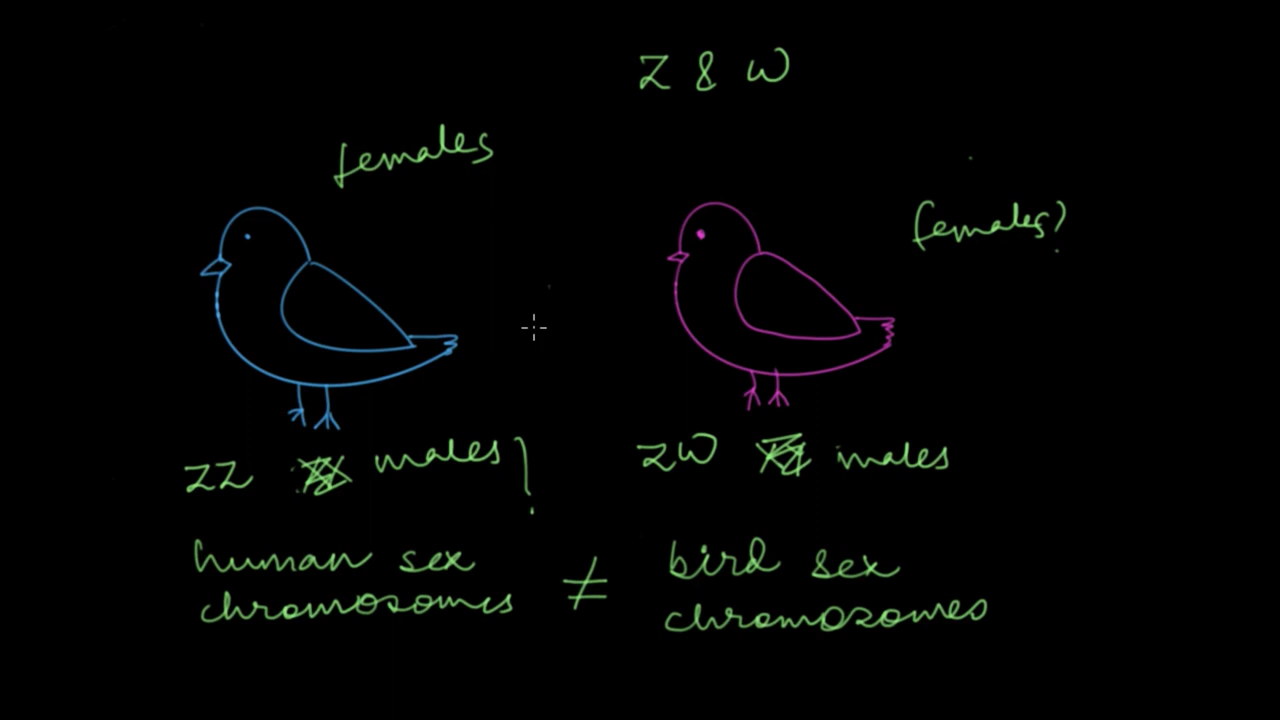 Z & W
females
females?
ZZ males?
ZW males
human sex
chromosomes
≠
bird sex
chromosomes